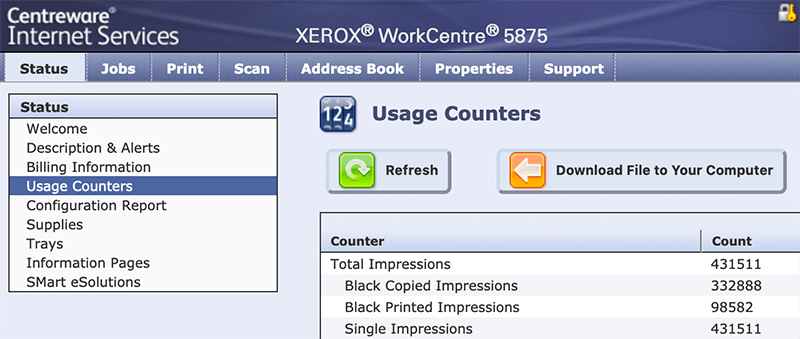 Centreware®
Internet Services
XEROX® WorkCentre® 5875
Status Jobs Print Scan Address Book Properties Support
Status
Welcome
Description & Alerts
Billing Information
Usage Counters
Configuration Report
Supplies
Trays
Information Pages
SMart eSolutions
123 Usage Counters
Refresh Download File to Your Computer
Counter Count
Total Impressions 431511
Black Copied Impressions 332888
Black Printed Impressions 98582
Single Impressions 431511